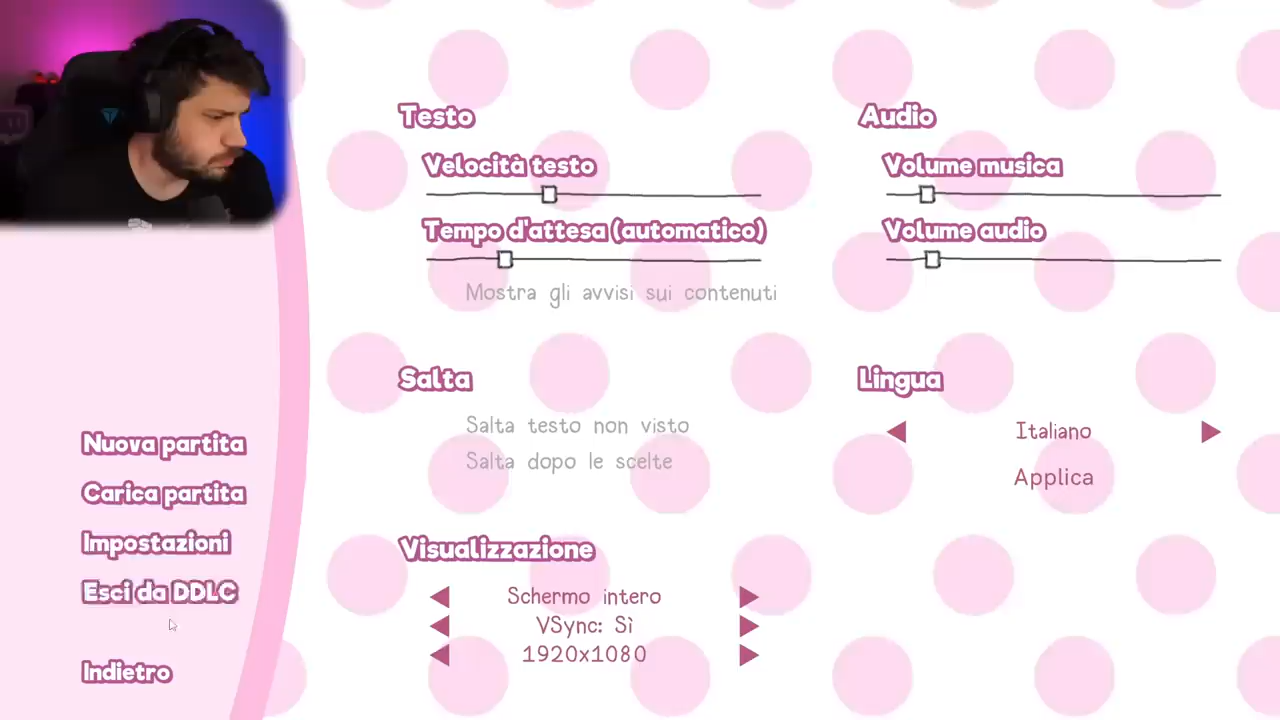 Testo
Velocità testo
Tempo d'attesa (automatico)
Mostra gli avvisi sui contenuti
Audio
Volume musica
Volume audio
Salta
Salta testo non visto
Salta dopo le scelte
Lingua
Italiano
Applica
Visualizzazione
Schermo intero
VSync: Sì
1920x1080
Nuova partita
Carica partita
Impostazioni
Esci da DDLC
Indietro